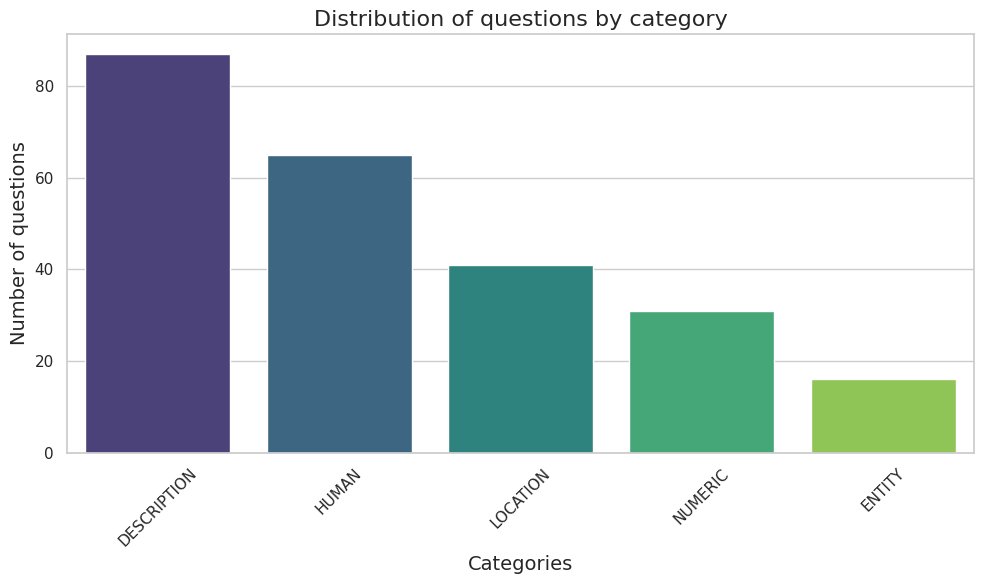 Distribution of questions by category
Number of questions
80
60
40
20
0
DESCRIPTION
HUMAN
LOCATION
NUMERIC
ENTITY
Categories